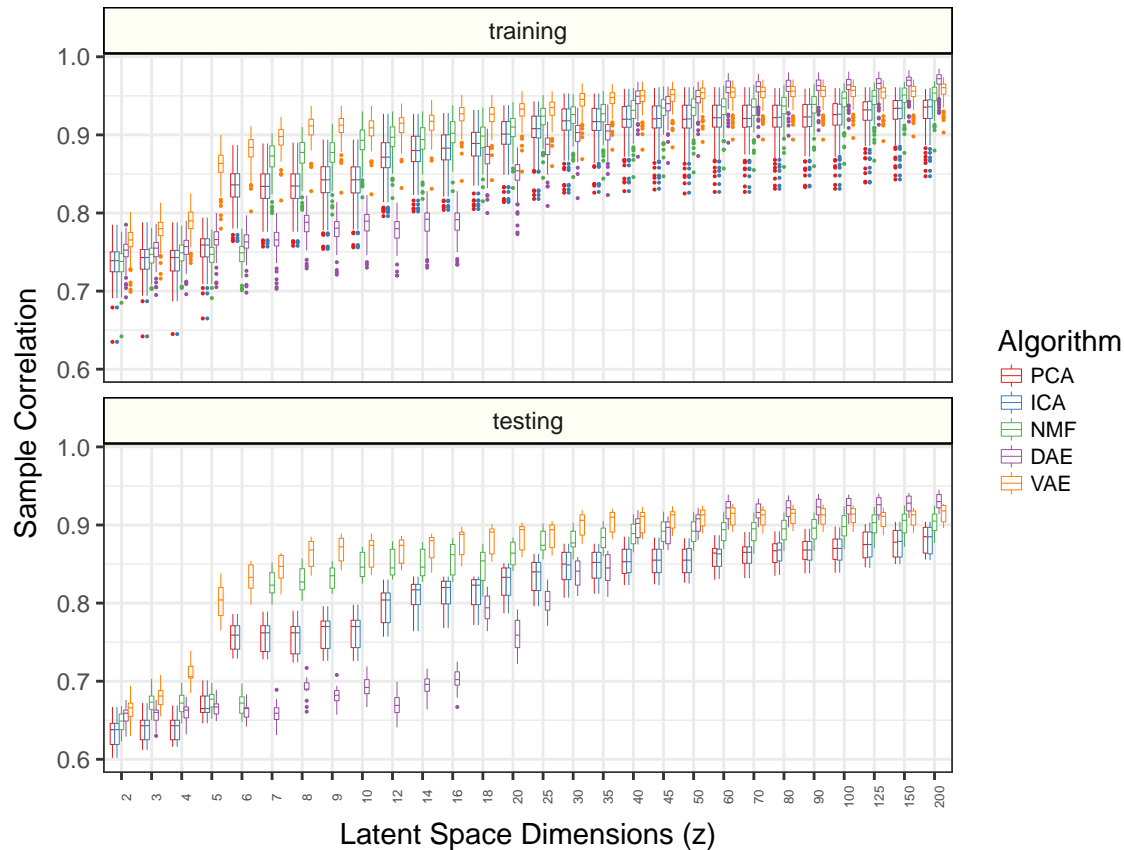 training
1.0
0.9
0.8
0.7
0.6
testing
1.0
0.9
0.8
0.7
0.6
Sample Correlation
2 3 4 5 6 7 8 9 10 12 14 16 18 20 25 30 35 40 45 50 60 70 80 90 100 125 150 200
Latent Space Dimensions (z)
Algorithm
PCA
ICA
NMF
DAE
VAE